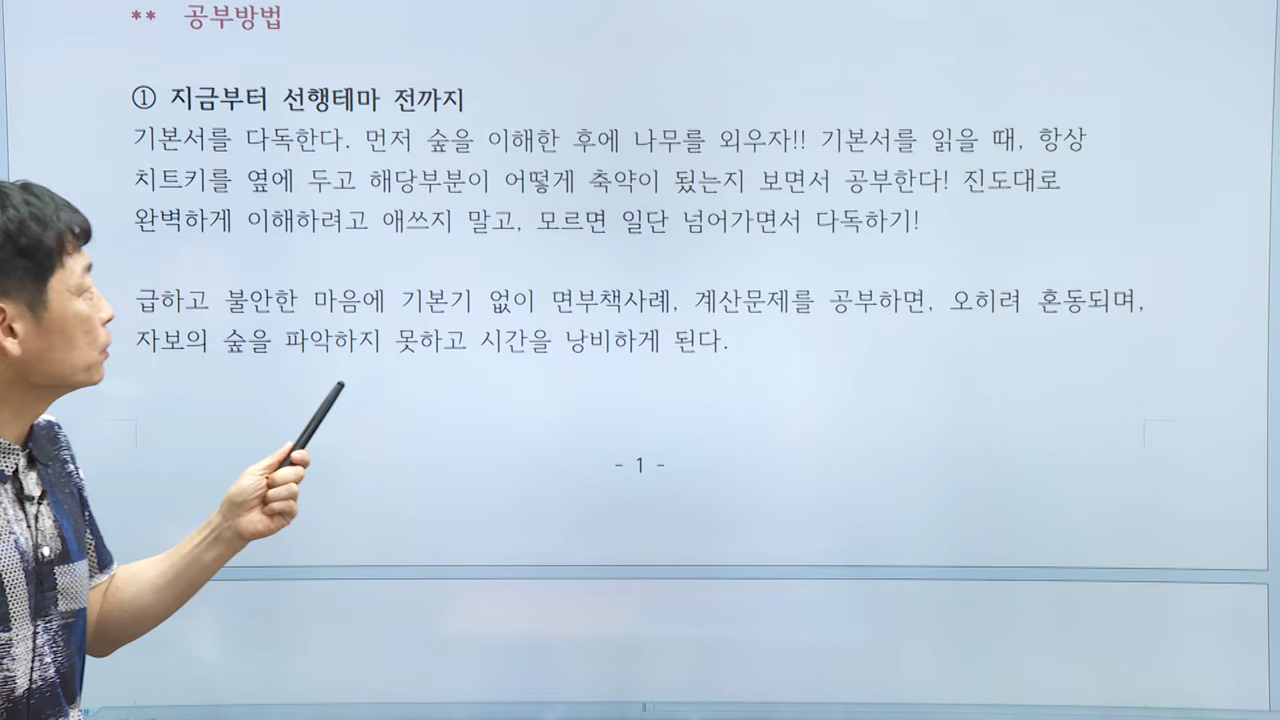 ** 공부방법
① 지금부터 선행테마 전까지
기본서를 다독한다. 먼저 숲을 이해한 후에 나무를 외우자!! 기본서를 읽을 때, 항상
치트키를 옆에 두고 해당부분이 어떻게 축약이 됬는지 보면서 공부한다! 진도대로
완벽하게 이해하려고 애쓰지 말고, 모르면 일단 넘어가면서 다독하기!
급하고 불안한 마음에 기본기 없이 면부책사례, 계산문제를 공부하면, 오히려 혼동되며,
자보의 숲을 파악하지 못하고 시간을 낭비하게 된다.
- 1 -